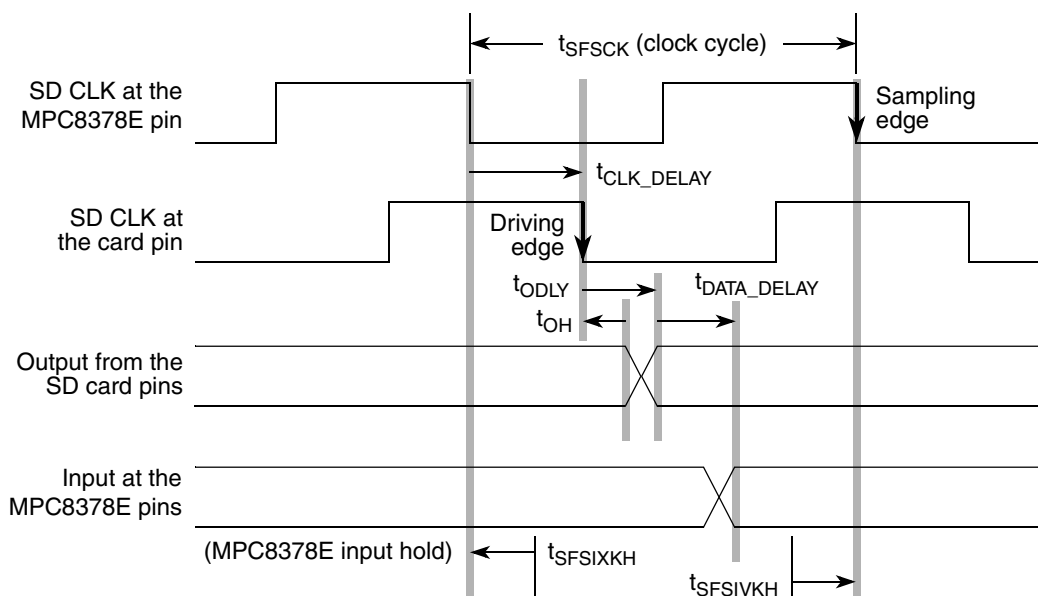 tSFSCK (clock cycle)
SD CLK at the
MPC8378E pin
Sampling
edge
tCLK_DELAY
SD CLK at
the card pin
Driving
edge
tODLY
tDATA_DELAY
tOH
Output from the
SD card pins
Input at the
MPC8378E pins
(MPC8378E input hold)
tSFSIXKH
tSFSIVKH